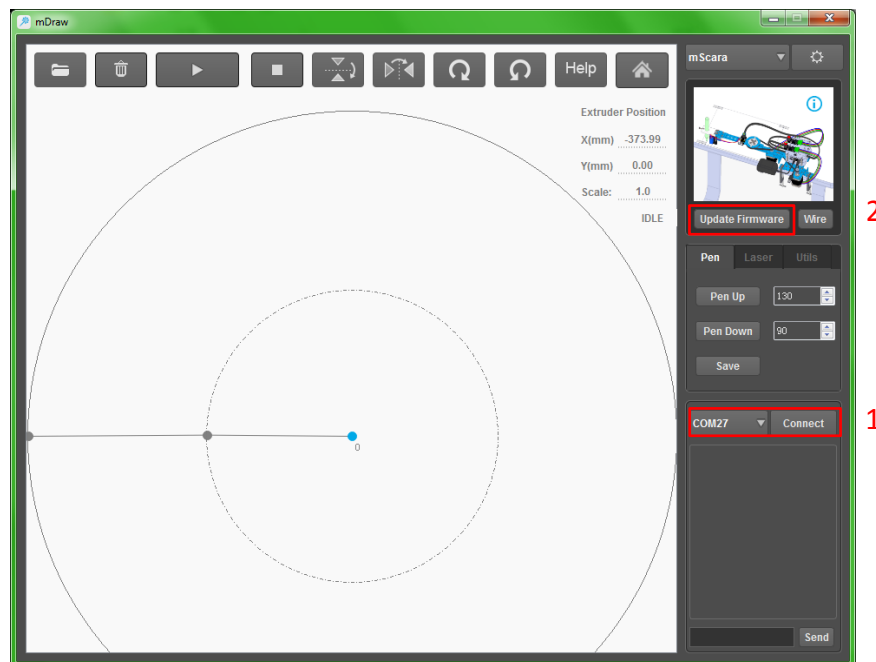 mDraw
Help
mScara
Extruder Position
X(mm) -373.99
Y(mm) 0.00
Scale: 1.0
IDLE
Update Firmware Wire
2
Pen Laser Utils
Pen Up 130
Pen Down 90
Save
COM27 Connect
1
0
Send